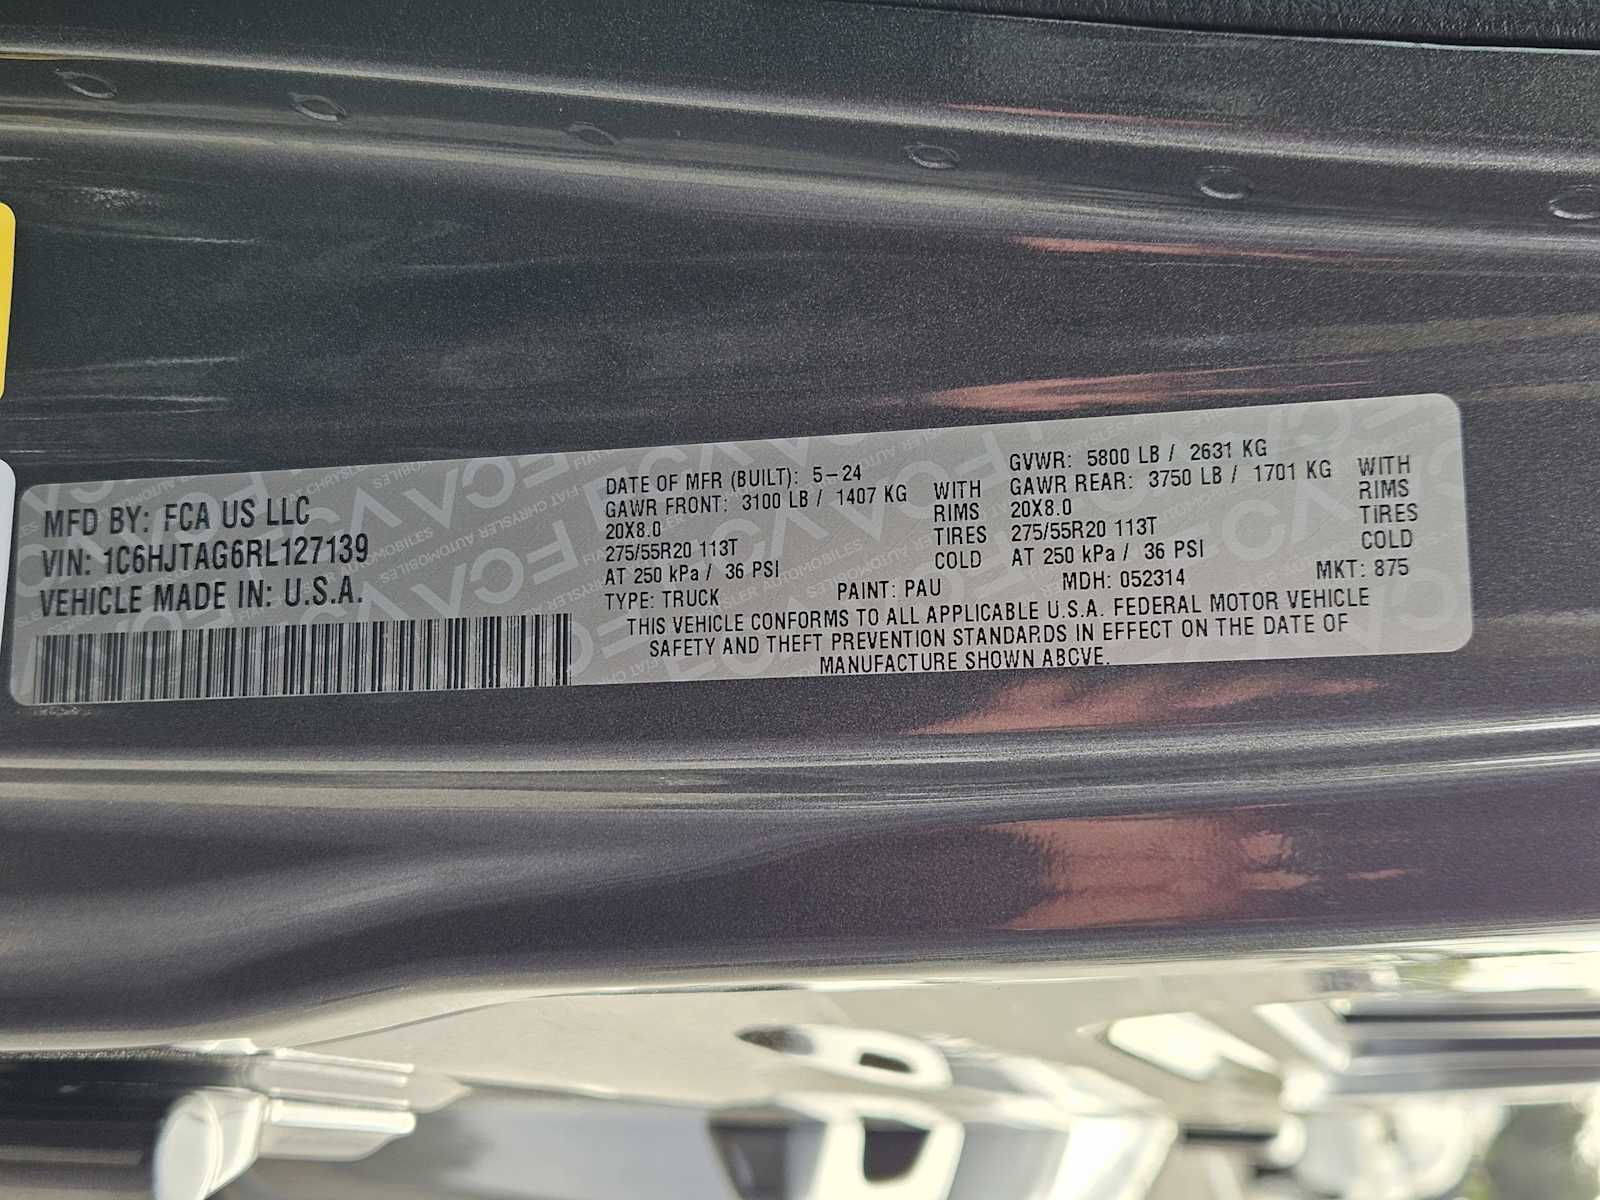 MFD BY: FCA US LLC
VIN: 1C6HJTAG6RL127139
VEHICLE MADE IN: U.S.A.
DATE OF MFR (BUILT): 5-24
GAWR FRONT: 3100 LB / 1407 KG WITH
20X8.0 RIMS
275/55R20 113T TIRES
AT 250 kPa / 36 PSI COLD
TYPE: TRUCK PAINT: PAU
GVWR: 5800 LB / 2631 KG
GAWR REAR: 3750 LB / 1701 KG WITH
20X8.0 RIMS
275/55R20 113T TIRES
AT 250 kPa / 36 PSI COLD
MDH: 052314 MKT: 875
THIS VEHICLE CONFORMS TO ALL APPLICABLE U.S.A. FEDERAL MOTOR VEHICLE
SAFETY AND THEFT PREVENTION STANDARDS IN EFFECT ON THE DATE OF
MANUFACTURE SHOWN ABOVE.